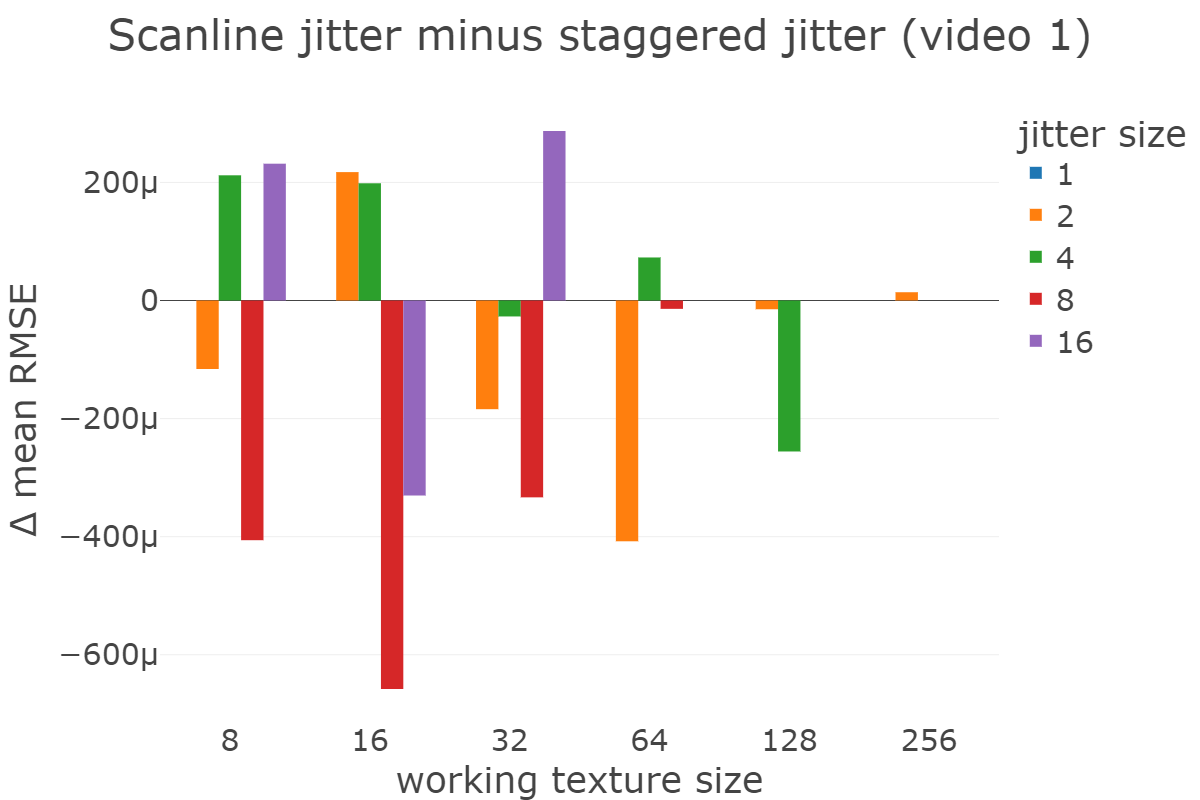 Scanline jitter minus staggered jitter (video 1)
jitter size
1
2
4
8
16
200μ
0
−200μ
−400μ
−600μ
Δ mean RMSE
8 16 32 64 128 256
working texture size